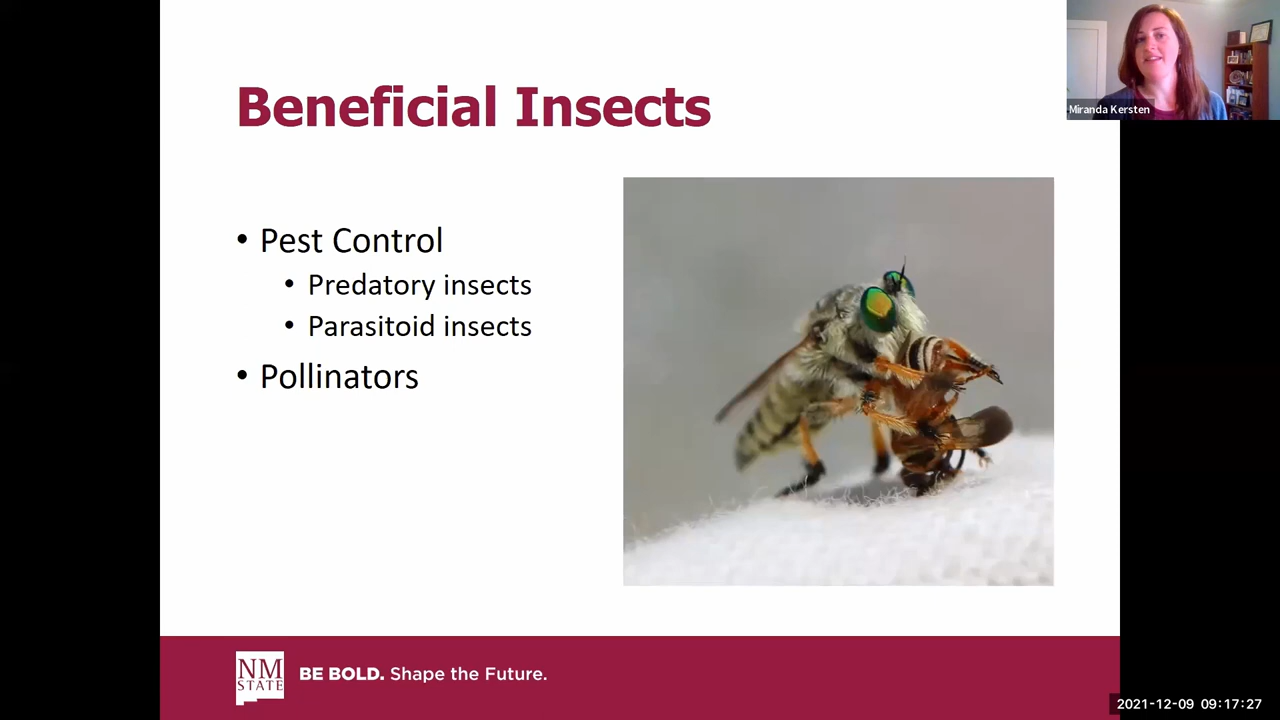 Beneficial Insects
• Pest Control
• Predatory insects
• Parasitoid insects
• Pollinators
Miranda Kersten
NM
STATE
BE BOLD. Shape the Future.
2021-12-09 09:17:27